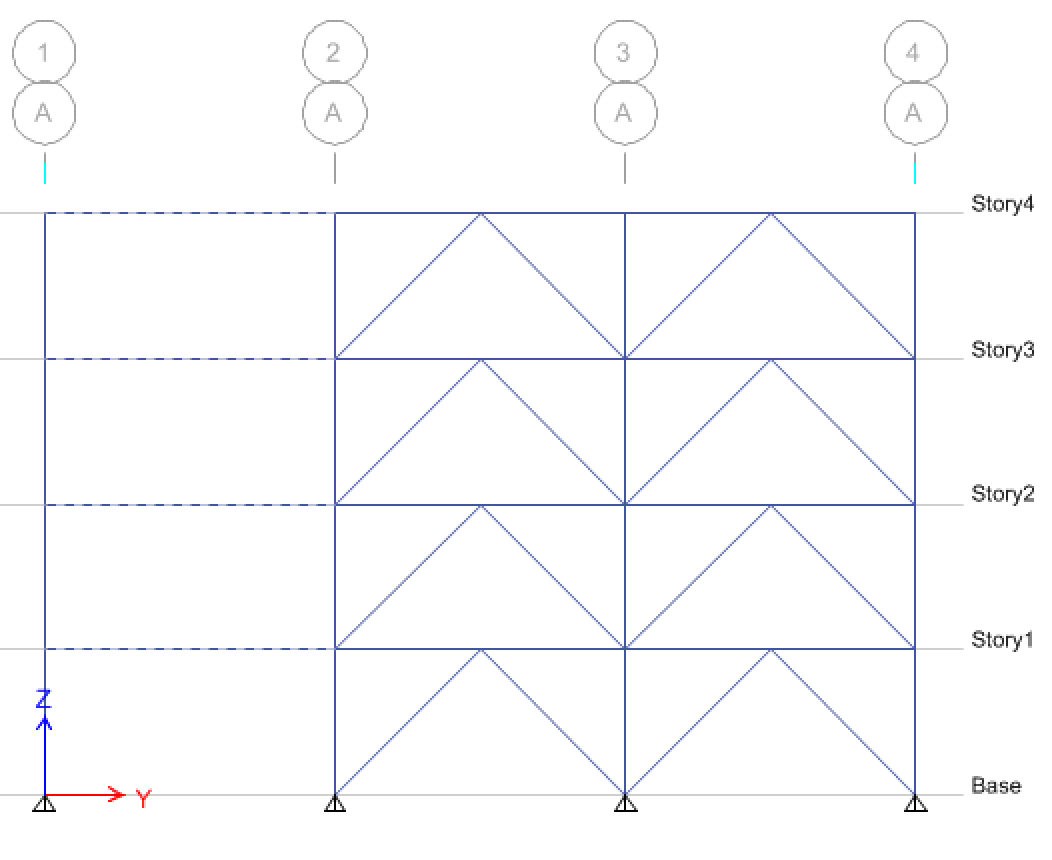 1 2 3 4
A A A A
Story4
Story3
Story2
Story1
Z
Y
Base